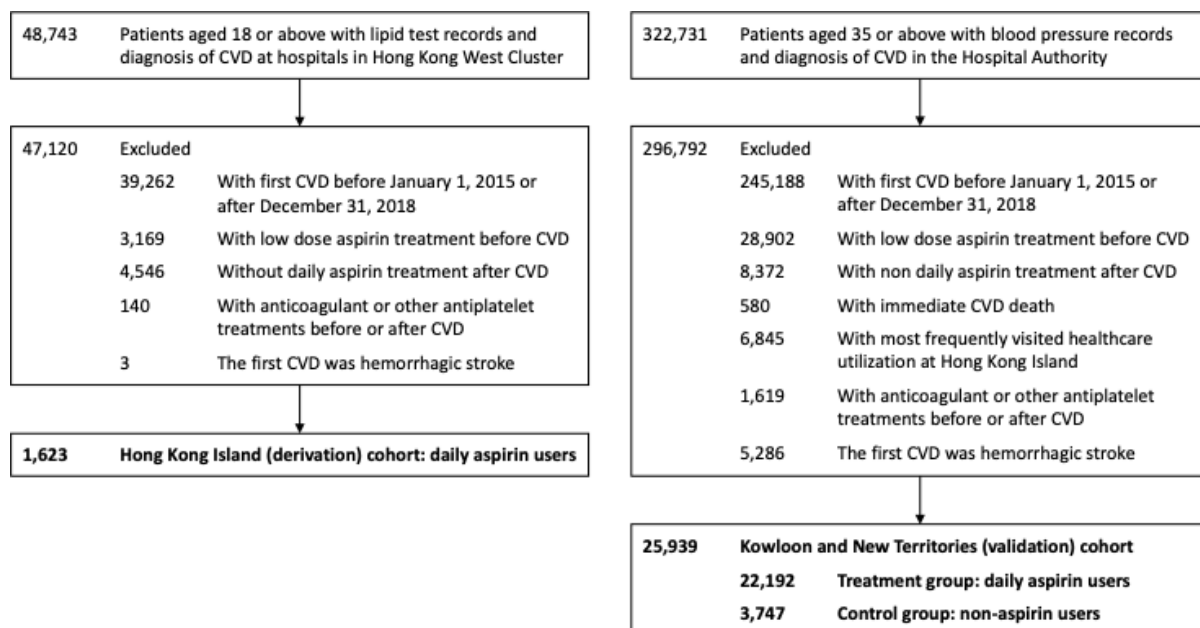 48,743 Patients aged 18 or above with lipid test records and
diagnosis of CVD at hospitals in Hong Kong West Cluster
47,120 Excluded
39,262 With first CVD before January 1, 2015 or
after December 31, 2018
3,169 With low dose aspirin treatment before CVD
4,546 Without daily aspirin treatment after CVD
140 With anticoagulant or other antiplatelet
treatments before or after CVD
3 The first CVD was hemorrhagic stroke
1,623 Hong Kong Island (derivation) cohort: daily aspirin users
322,731 Patients aged 35 or above with blood pressure records
and diagnosis of CVD in the Hospital Authority
296,792 Excluded
245,188 With first CVD before January 1, 2015 or
after December 31, 2018
28,902 With low dose aspirin treatment before CVD
8,372 With non daily aspirin treatment after CVD
580 With immediate CVD death
6,845 With most frequently visited healthcare
utilization at Hong Kong Island
1,619 With anticoagulant or other antiplatelet
treatments before or after CVD
5,286 The first CVD was hemorrhagic stroke
25,939 Kowloon and New Territories (validation) cohort
22,192 Treatment group: daily aspirin users
3,747 Control group: non-aspirin users